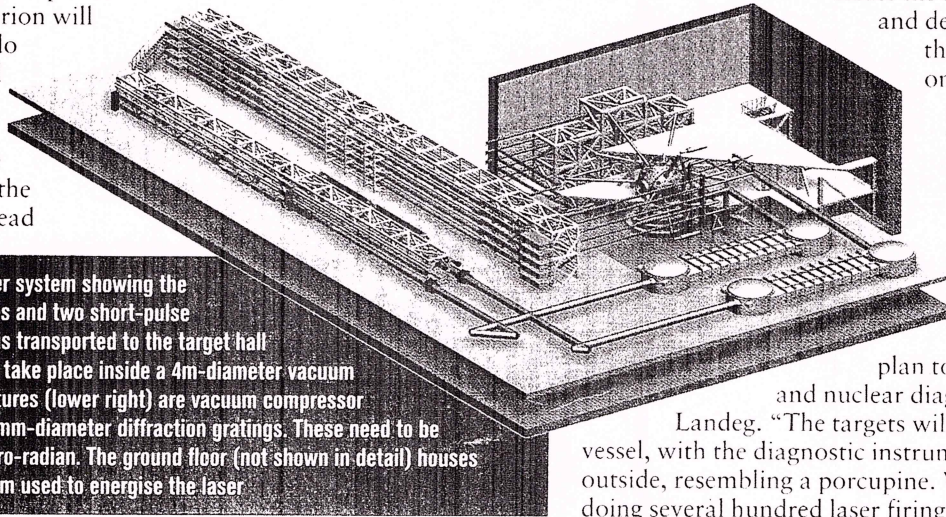 rion will
lo
the
ead
er system showing the
s and two short-pulse
s transported to the target hall
take place inside a 4m-diameter vacuum
tures (lower right) are vacuum compressor
mm-diameter diffraction gratings. These need to be
ro-radian. The ground floor (not shown in detail) houses
m used to energise the laser
and de
th
or
plan to
and nuclear diag
Landeg. “The targets wil
vessel, with the diagnostic instrun
outside, resembling a porcupine.
doing several hundred laser firing